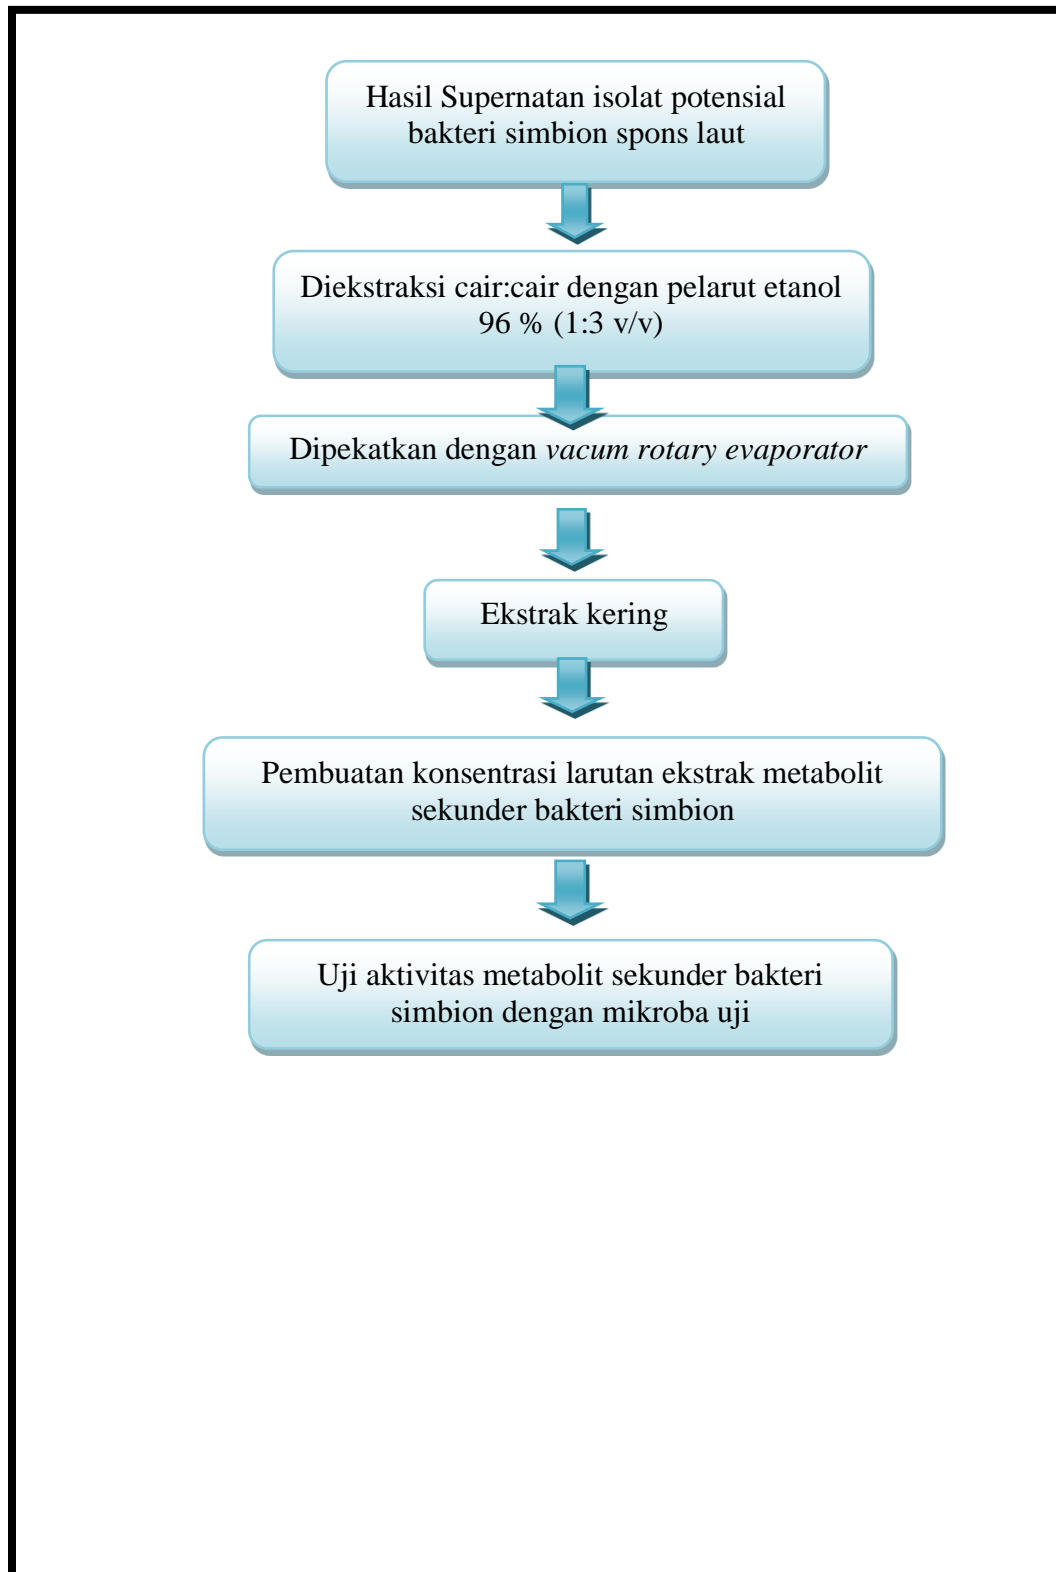 Hasil Supernatan isolat potensial
bakteri simbion spons laut
Diekstraksi cair:cair dengan pelarut etanol
96 % (1:3 v/v)
Dipekatkan dengan vacum rotary evaporator
Ekstrak kering
Pembuatan konsentrasi larutan ekstrak metabolit
sekunder bakteri simbion
Uji aktivitas metabolit sekunder bakteri
simbion dengan mikroba uji